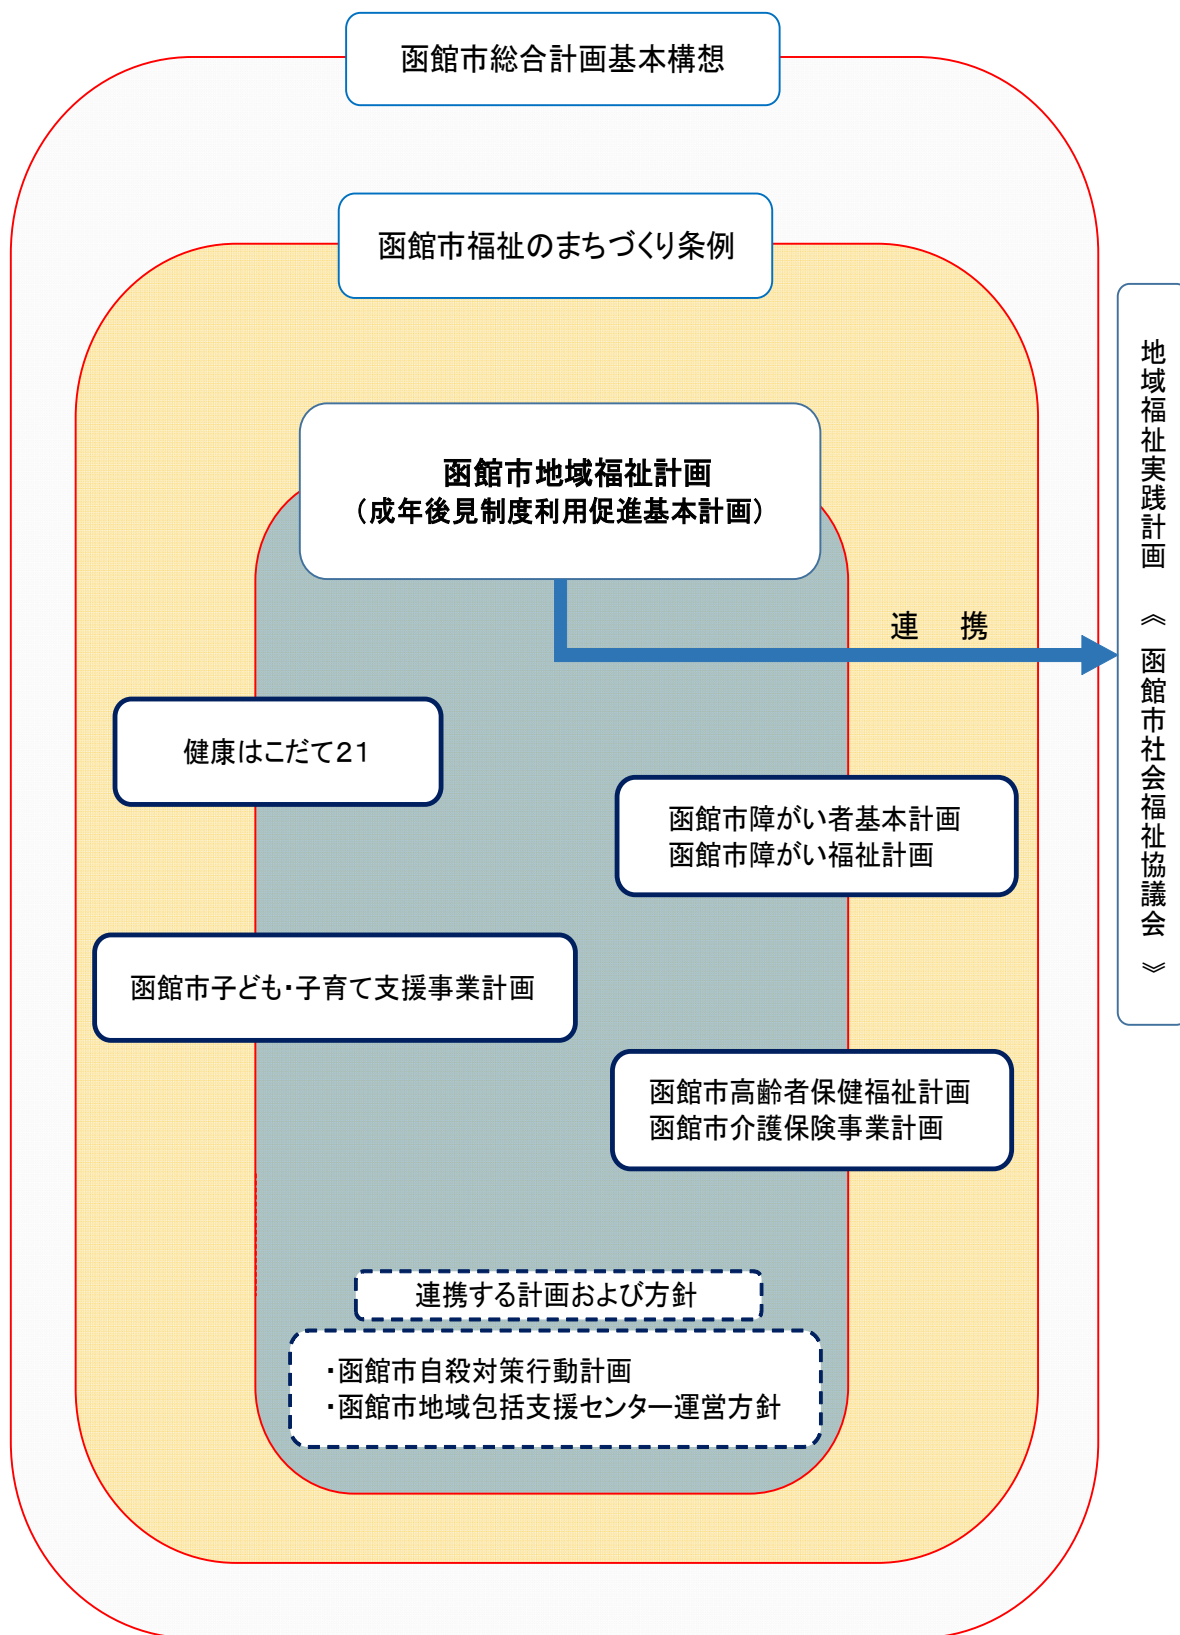 函館市総合計画基本構想
函館市福祉のまちづくり条例
函館市地域福祉計画
（成年後見制度利用促進基本計画）
連　携
地域福祉実践計画　《　函館市社会福祉協議会　》
健康はこだて２１
函館市障がい者基本計画
函館市障がい福祉計画
函館市子ども・子育て支援事業計画
函館市高齢者保健福祉計画
函館市介護保険事業計画
連携する計画および方針
・函館市自殺対策行動計画
・函館市地域包括支援センター運営方針